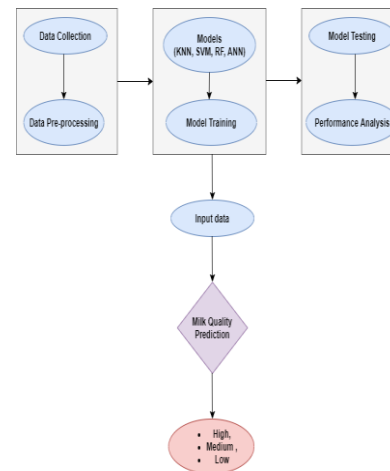 Data Collection
Data Pre-processing
Models
(KNN, SVM, RF, ANN)
Model Training
Model Testing
Performance Analysis
Input data
Milk Quality
Prediction
• High,
• Medium ,
• Low